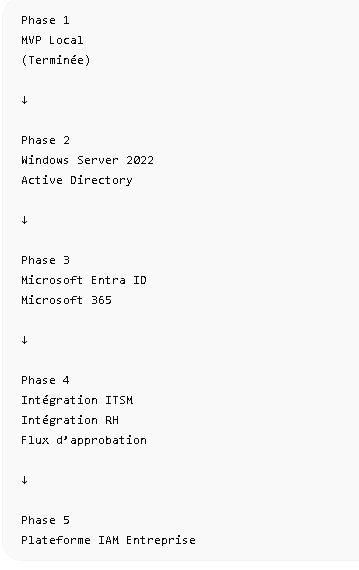 Phase 1
MVP Local
(Terminée)
↓
Phase 2
Windows Server 2022
Active Directory
↓
Phase 3
Microsoft Entra ID
Microsoft 365
↓
Phase 4
Intégration ITSM
Intégration RH
Flux d’approbation
↓
Phase 5
Plateforme IAM Entreprise